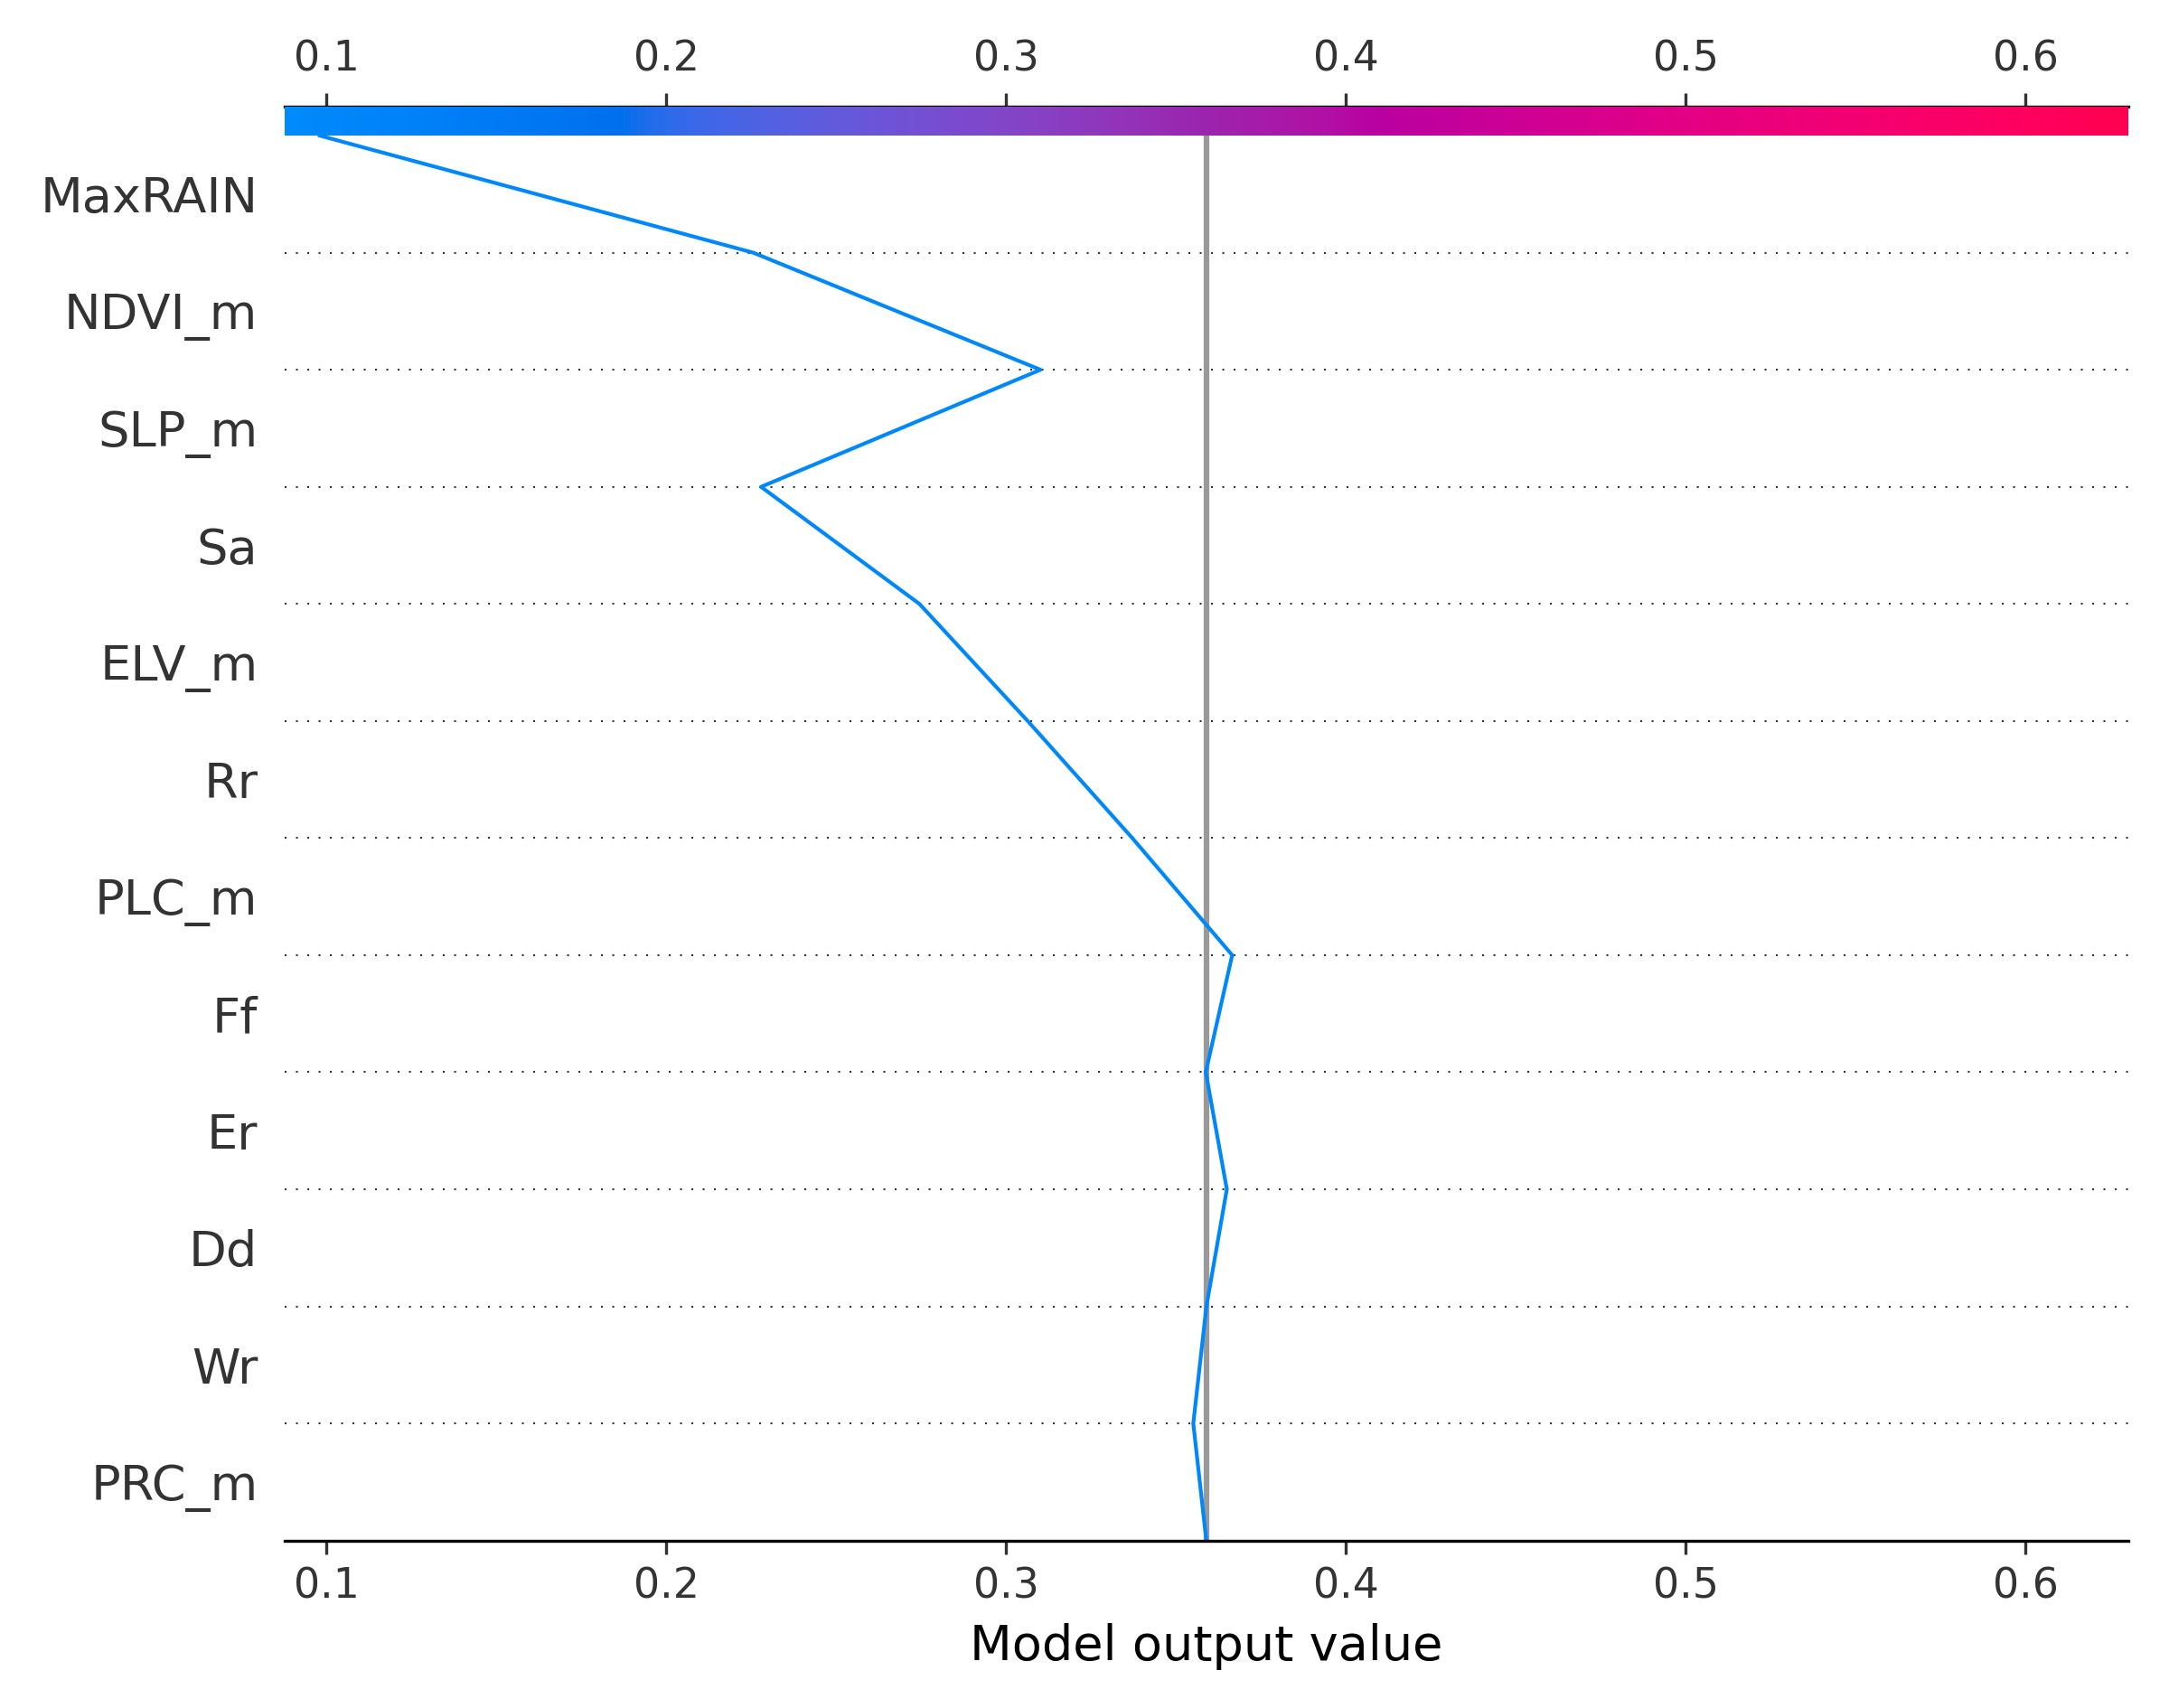 0.1 0.2 0.3 0.4 0.5 0.6
MaxRAIN
NDVI_m
SLP_m
Sa
ELV_m
Rr
PLC_m
Ff
Er
Dd
Wr
PRC_m
0.1 0.2 0.3 0.4 0.5 0.6
Model output value